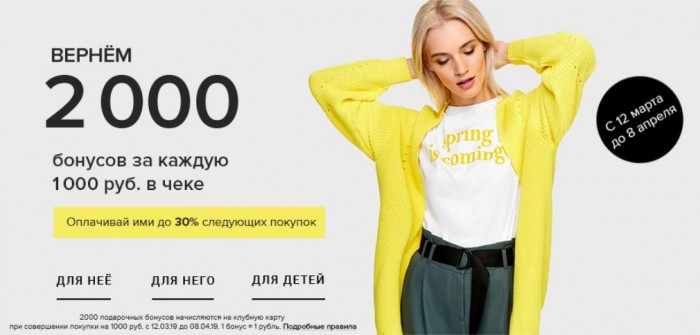 ВЕРНЁМ
2 000
бонусов за каждую
1 000 руб. в чеке
Оплачивай ими до 30% следующих покупок
ДЛЯ НЕЁ ДЛЯ НЕГО ДЛЯ ДЕТЕЙ
2000 подарочных бонусов начисляются на клубную карту
при совершении покупки на 1000 руб. с 12.03.19 до 08.04.19. 1 бонус = 1 рубль. Подробные правила
spring
is coming
С 12 марта
до 8 апреля